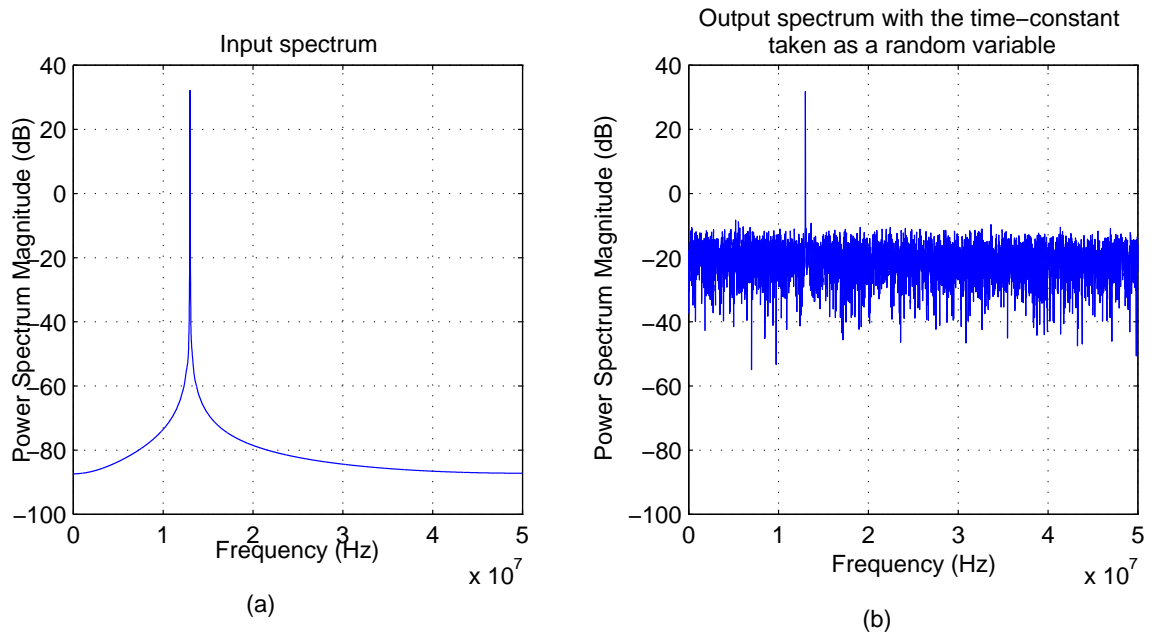 Input spectrum
40
20
0
−20
−40
−60
−80
−100
Power Spectrum Magnitude (dB)
0 1 2 3 4 5
x 10^7
Frequency (Hz)
(a)
Output spectrum with the time−constant
taken as a random variable
40
20
0
−20
−40
−60
−80
−100
Power Spectrum Magnitude (dB)
0 1 2 3 4 5
x 10^7
Frequency (Hz)
(b)